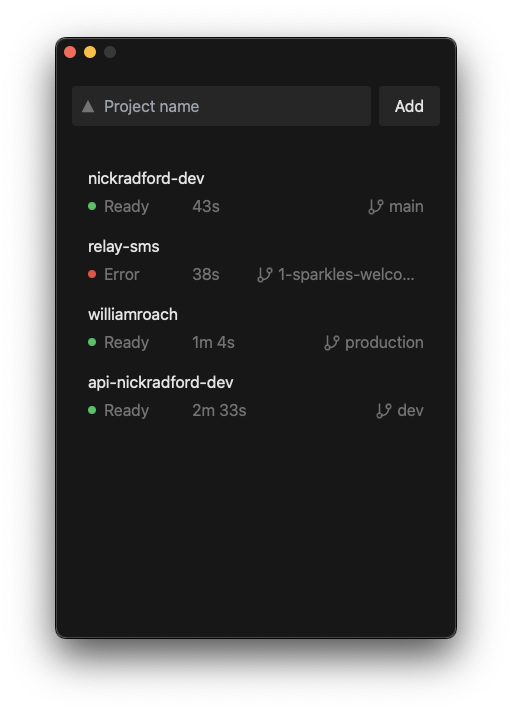 Project name Add
nickradford-dev
Ready 43s main
relay-sms
Error 38s 1-sparkles-welco...
williamroach
Ready 1m 4s production
api-nickradford-dev
Ready 2m 33s dev